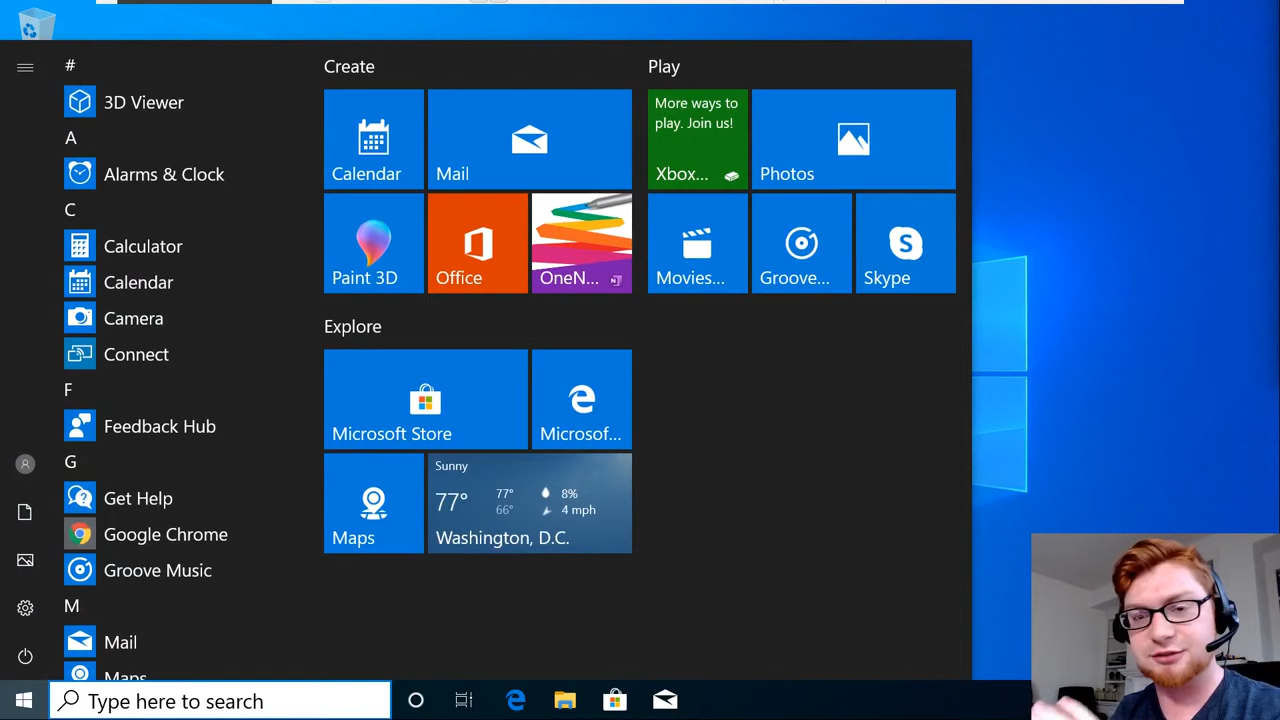 #
3D Viewer
A
Alarms & Clock
C
Calculator
Calendar
Camera
Connect
F
Feedback Hub
G
Get Help
Google Chrome
Groove Music
M
Mail
Maps
Create
Calendar
Mail
Paint 3D
Office
OneN...
Explore
Microsoft Store
Microsof...
Maps
Sunny
77° 77° 8%
66° 4 mph
Washington, D.C.
Play
More ways to
play. Join us!
Xbox...
Photos
Movies...
Groove...
Skype
Type here to search